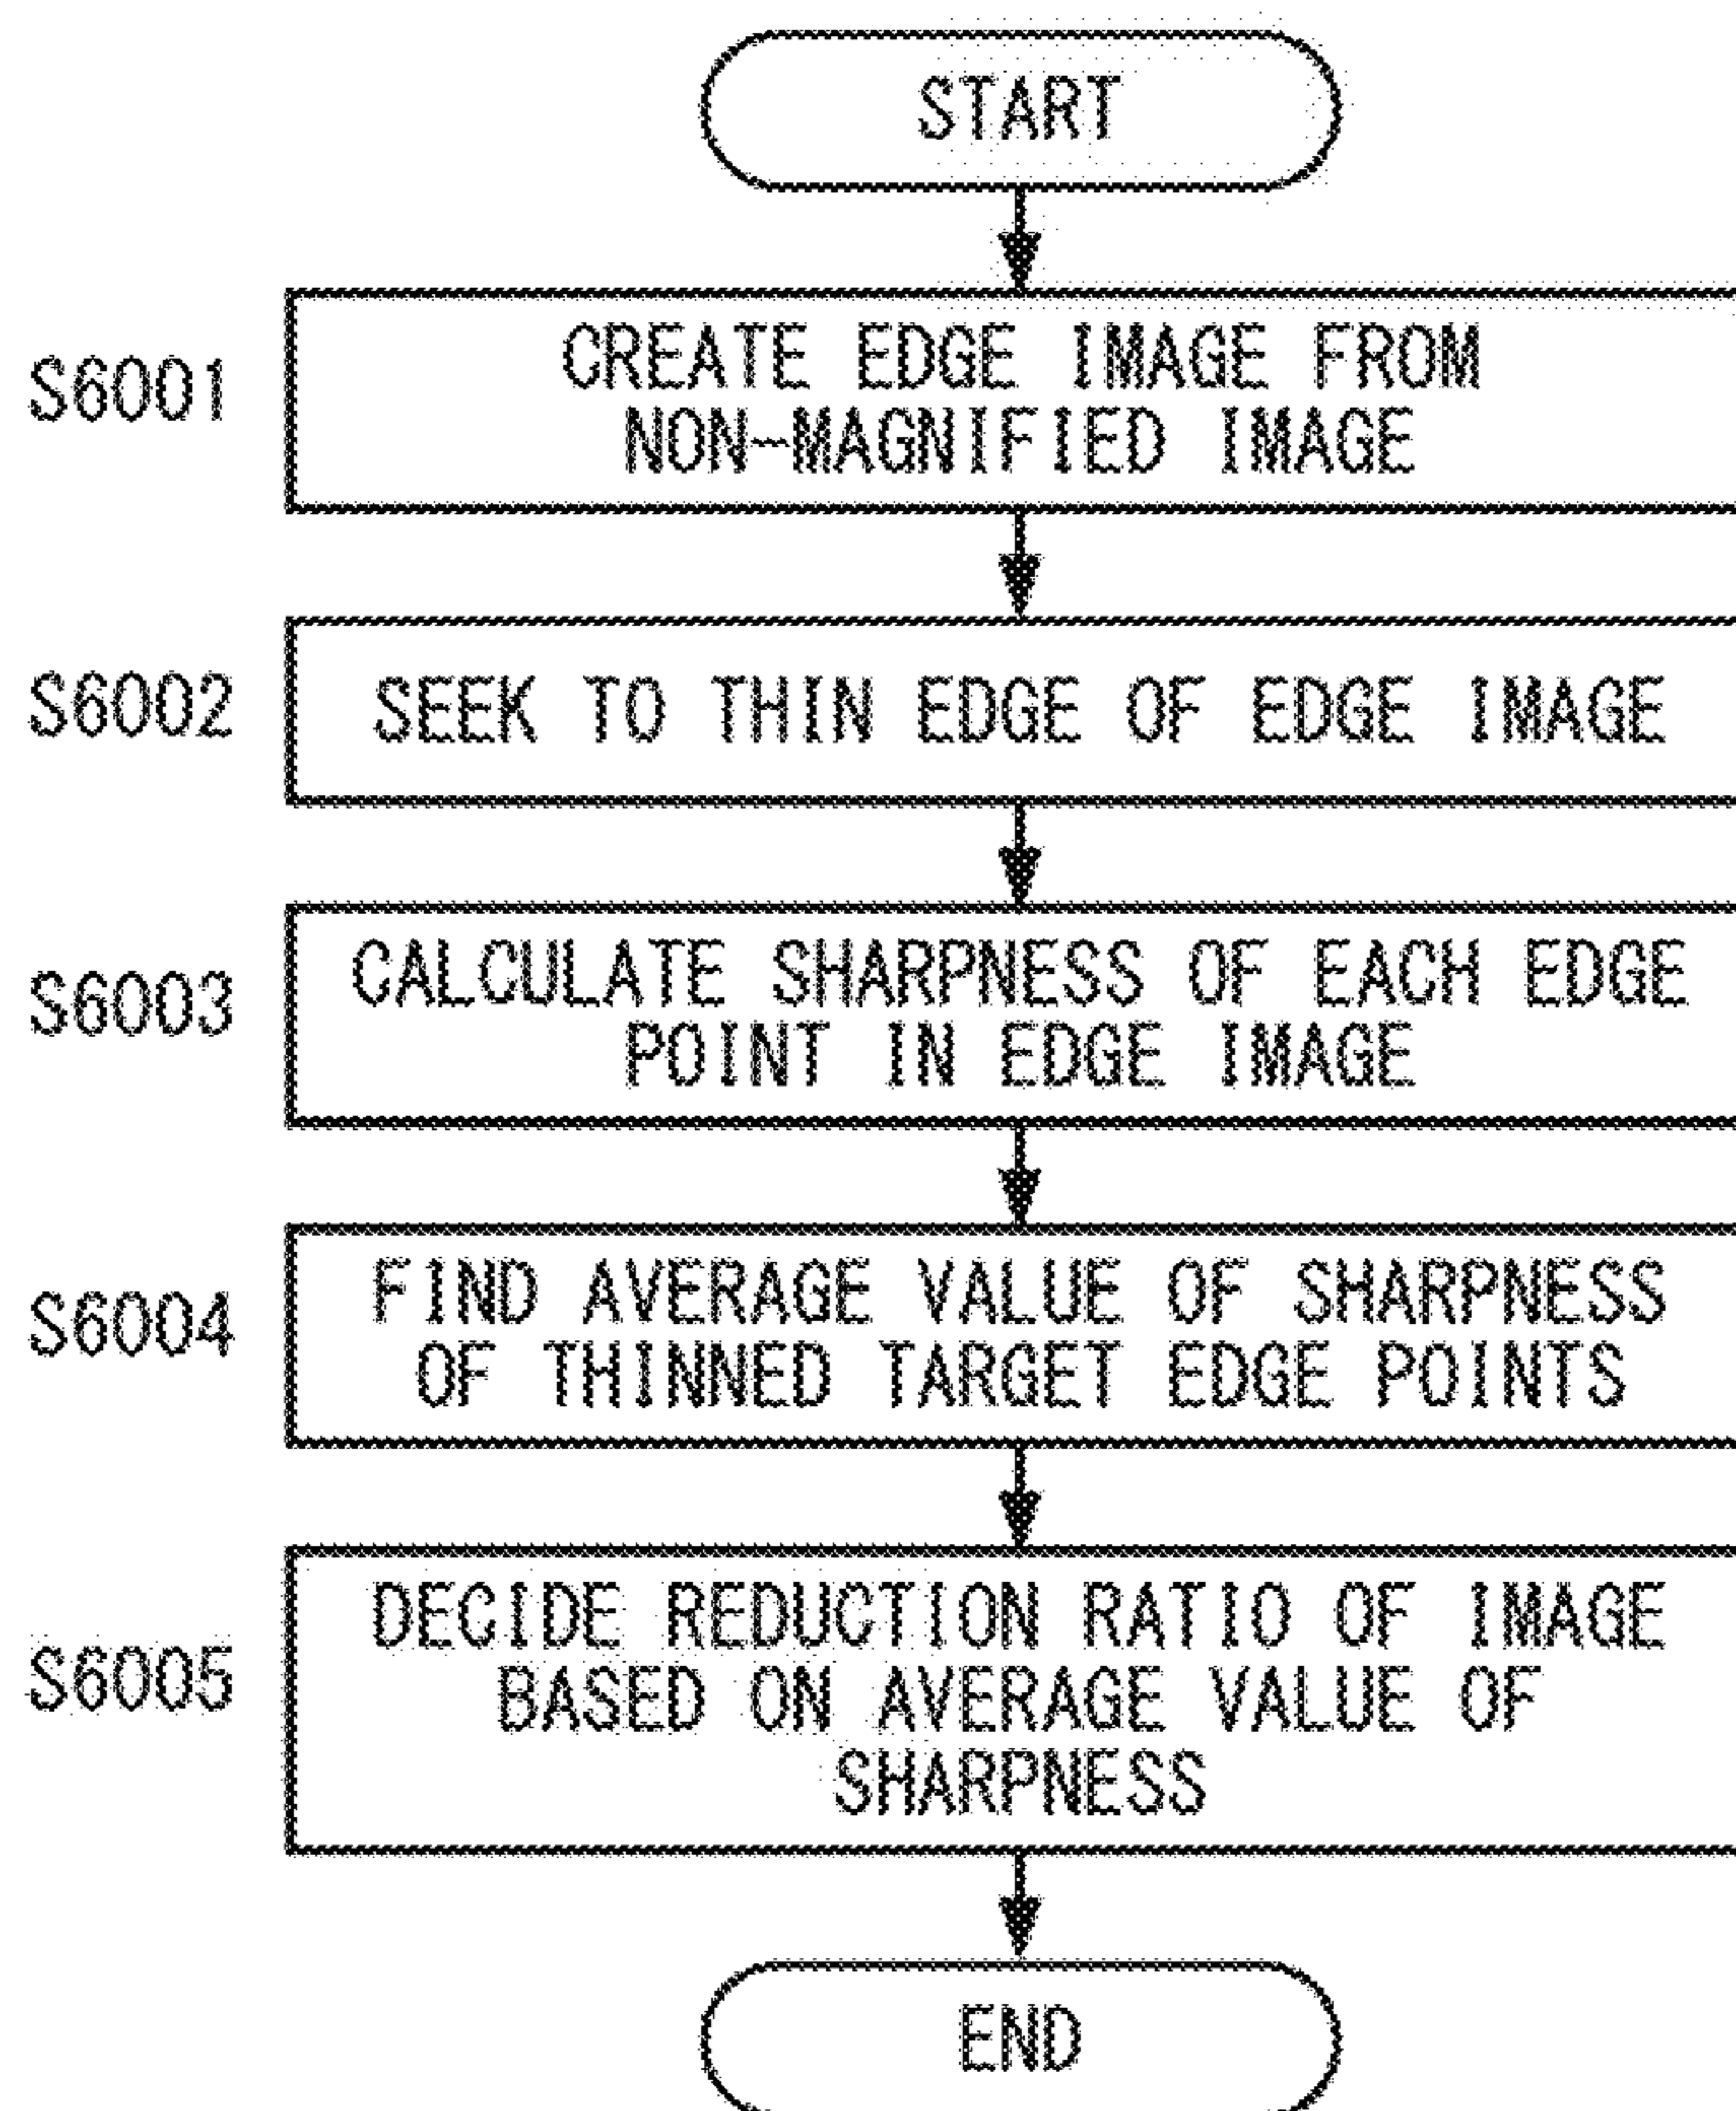 START
S6001
CREATE EDGE IMAGE FROM
NON-MAGNIFIED IMAGE
S6002
SEEK TO THIN EDGE OF EDGE IMAGE
S6003
CALCULATE SHARPNESS OF EACH EDGE
POINT IN EDGE IMAGE
S6004
FIND AVERAGE VALUE OF SHARPNESS
OF THINNED TARGET EDGE POINTS
S6005
DECIDE REDUCTION RATIO OF IMAGE
BASED ON AVERAGE VALUE OF
SHARPNESS
END